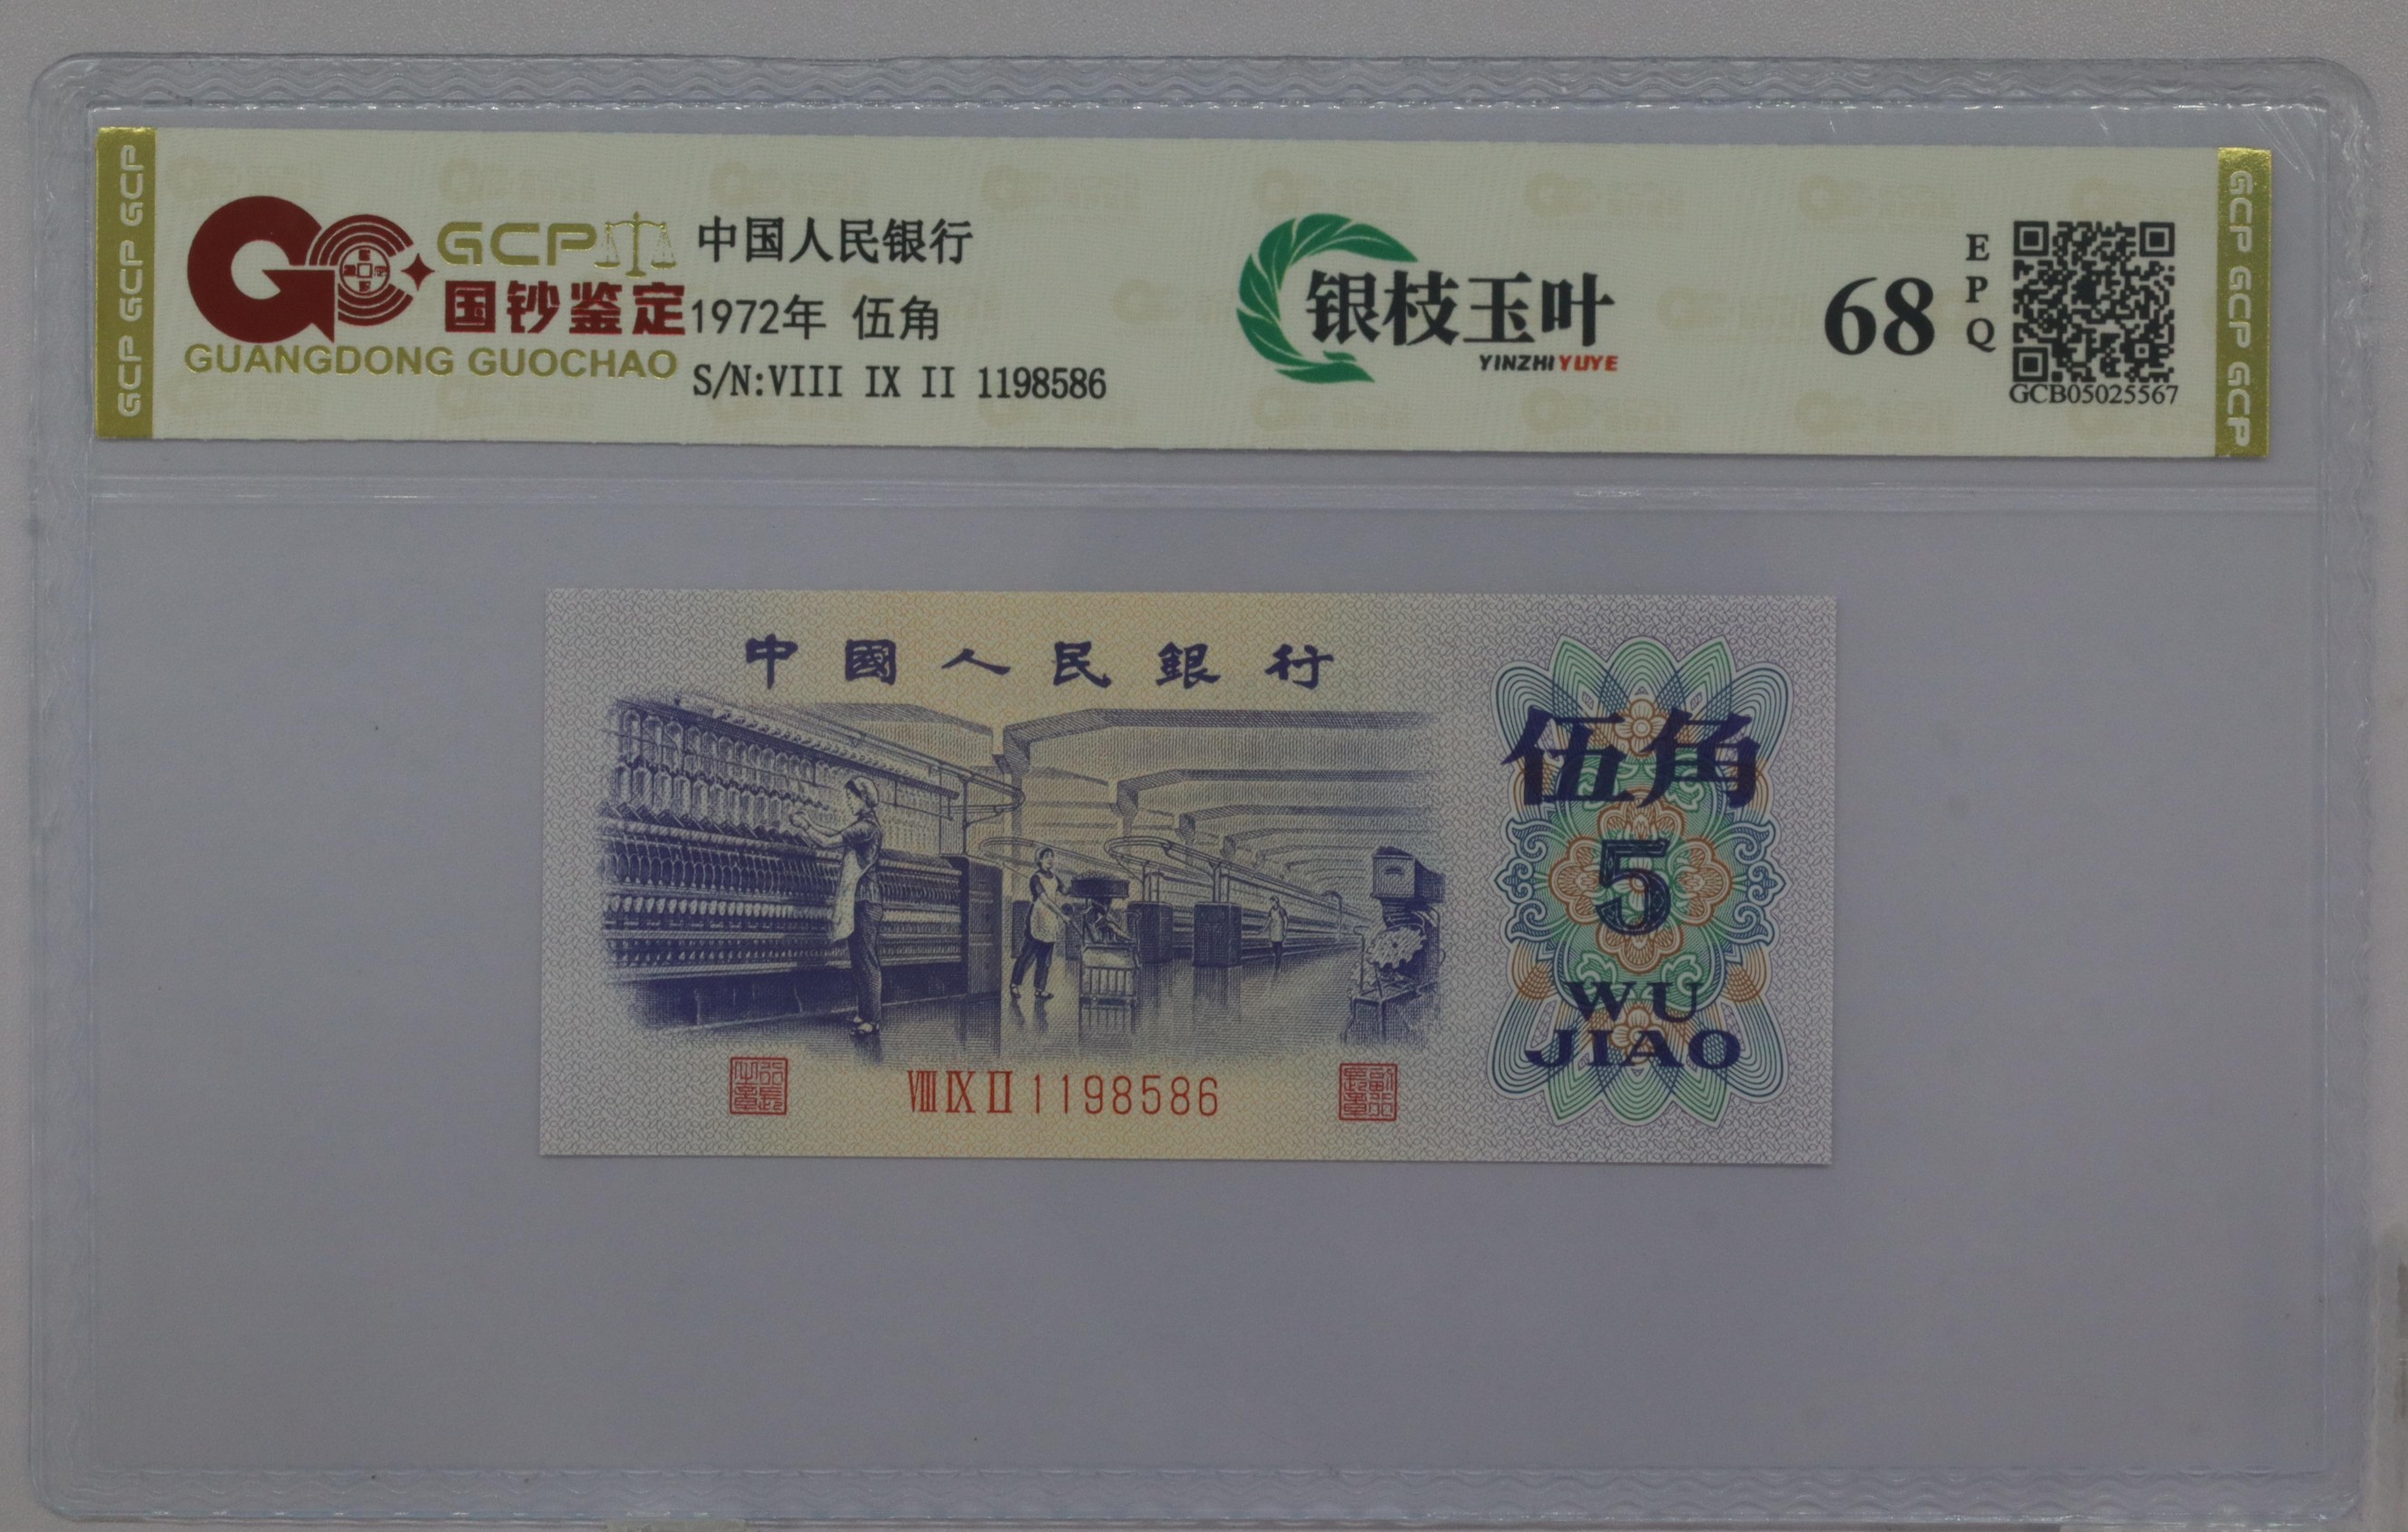 GCP GCP GCP
GCP
国钞鉴定
GUANGDONG GUOCHAO
中国人民银行
1972年 伍角
S/N:VIII IX II 1198586
银枝玉叶
YINZHIYUYE
68
EPQ
GCB05025567
GCP GCP GCP
中國人民銀行
伍角
5
WU
JIAO
VIII IX II 1198586